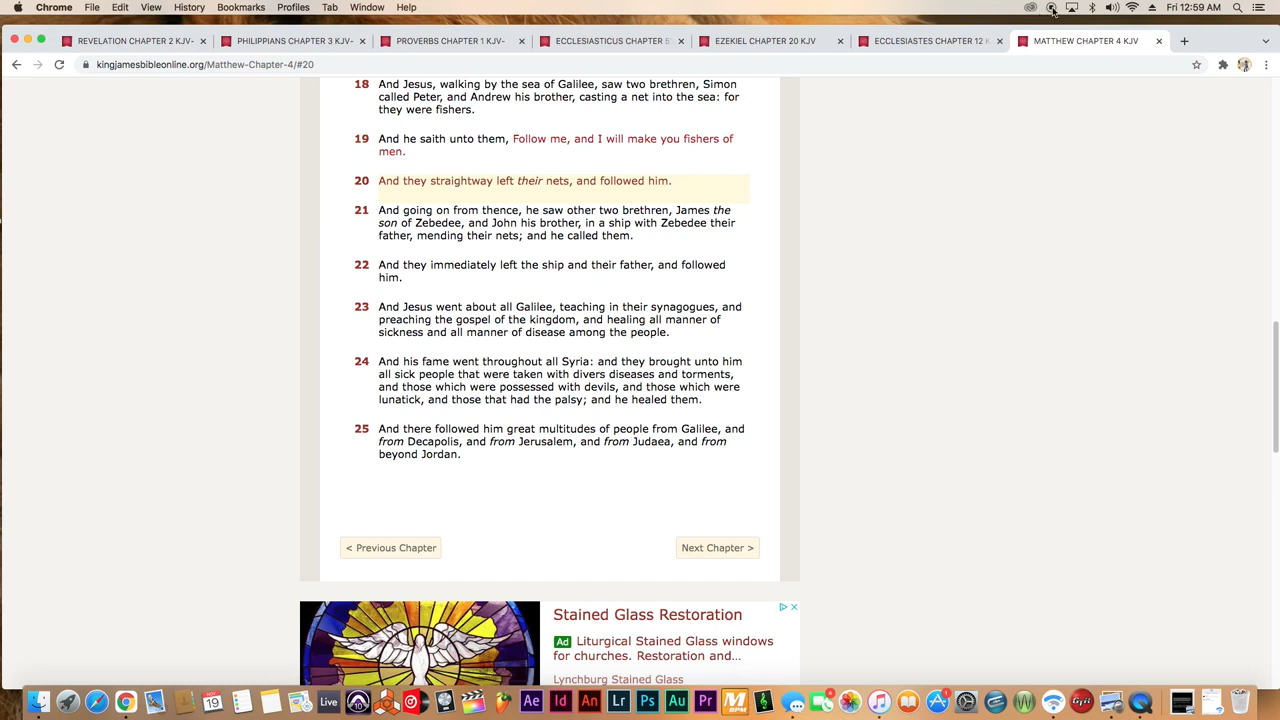 Chrome File Edit View History Bookmarks Profiles Tab Window Help Fri 12:59 AM
REVELATION CHAPTER 2 KJV- PHILIPPIANS CHAPTER 3 KJV- PROVERBS CHAPTER 1 KJV- ECCLESIASTICUS CHAPTER 5 EZEKIEL CHAPTER 20 KJV ECCLESIASTES CHAPTER 12 K MATTHEW CHAPTER 4 KJV
kingjamesbibleonline.org/Matthew-Chapter-4/#20
18 And Jesus, walking by the sea of Galilee, saw two brethren, Simon
called Peter, and Andrew his brother, casting a net into the sea: for
they were fishers.
19 And he saith unto them, Follow me, and I will make you fishers of
men.
20 And they straightway left their nets, and followed him.
21 And going on from thence, he saw other two brethren, James the
son of Zebedee, and John his brother, in a ship with Zebedee their
father, mending their nets; and he called them.
22 And they immediately left the ship and their father, and followed
him.
23 And Jesus went about all Galilee, teaching in their synagogues, and
preaching the gospel of the kingdom, and healing all manner of
sickness and all manner of disease among the people.
24 And his fame went throughout all Syria: and they brought unto him
all sick people that were taken with divers diseases and torments,
and those which were possessed with devils, and those which were
lunatick, and those that had the palsy; and he healed them.
25 And there followed him great multitudes of people from Galilee, and
from Decapolis, and from Jerusalem, and from Judaea, and from
beyond Jordan.
< Previous Chapter Next Chapter >
Stained Glass Restoration
Ad Liturgical Stained Glass windows
for churches. Restoration and...
Lynchburg Stained Glass
NOV
19 Live 10 Ae Id An Lr Ps Au Pr